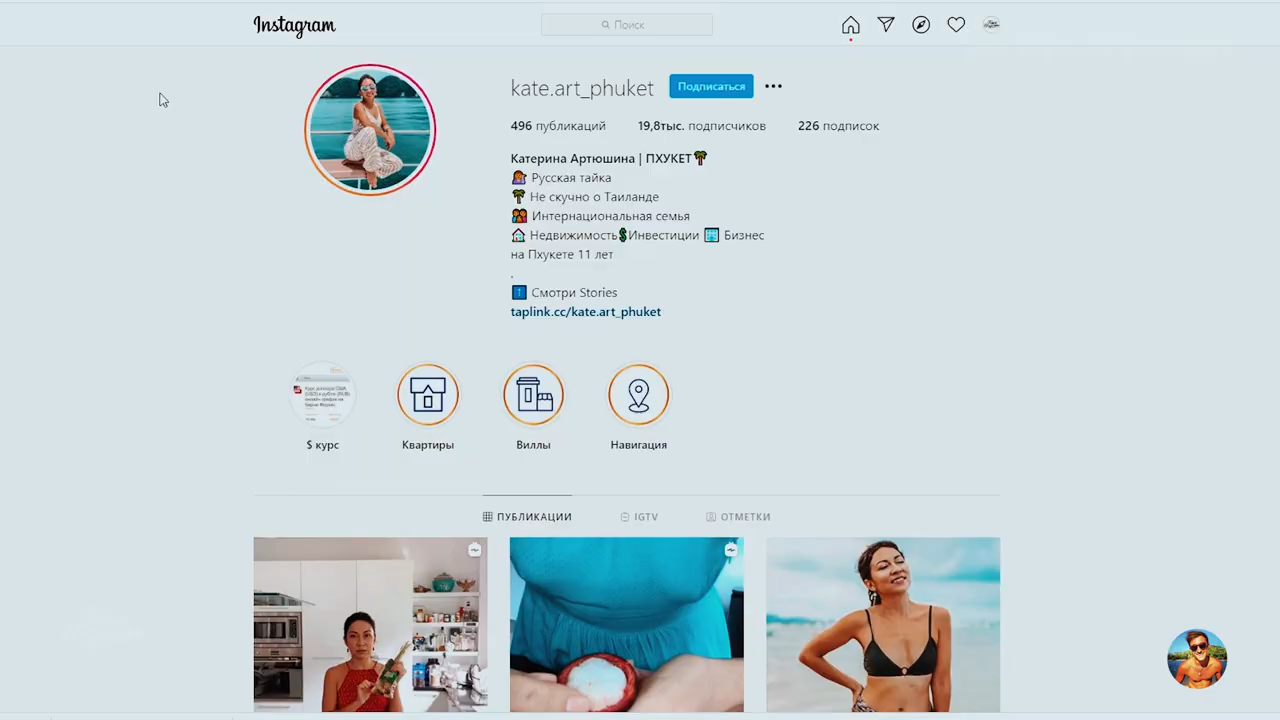 Instagram
Поиск
kate.art_phuket
Подписаться
496 публикаций 19,8тыс. подписчиков 226 подписок
Катерина Артюшина | ПХУКЕТ
Русская тайка
Не скучно о Таиланде
Интернациональная семья
Недвижимость Инвестиции Бизнес
на Пхукете 11 лет
.
Смотри Stories
taplink.cc/kate.art_phuket
$ курс Квартиры Виллы Навигация
ПУБЛИКАЦИИ IGTV ОТМЕТКИ